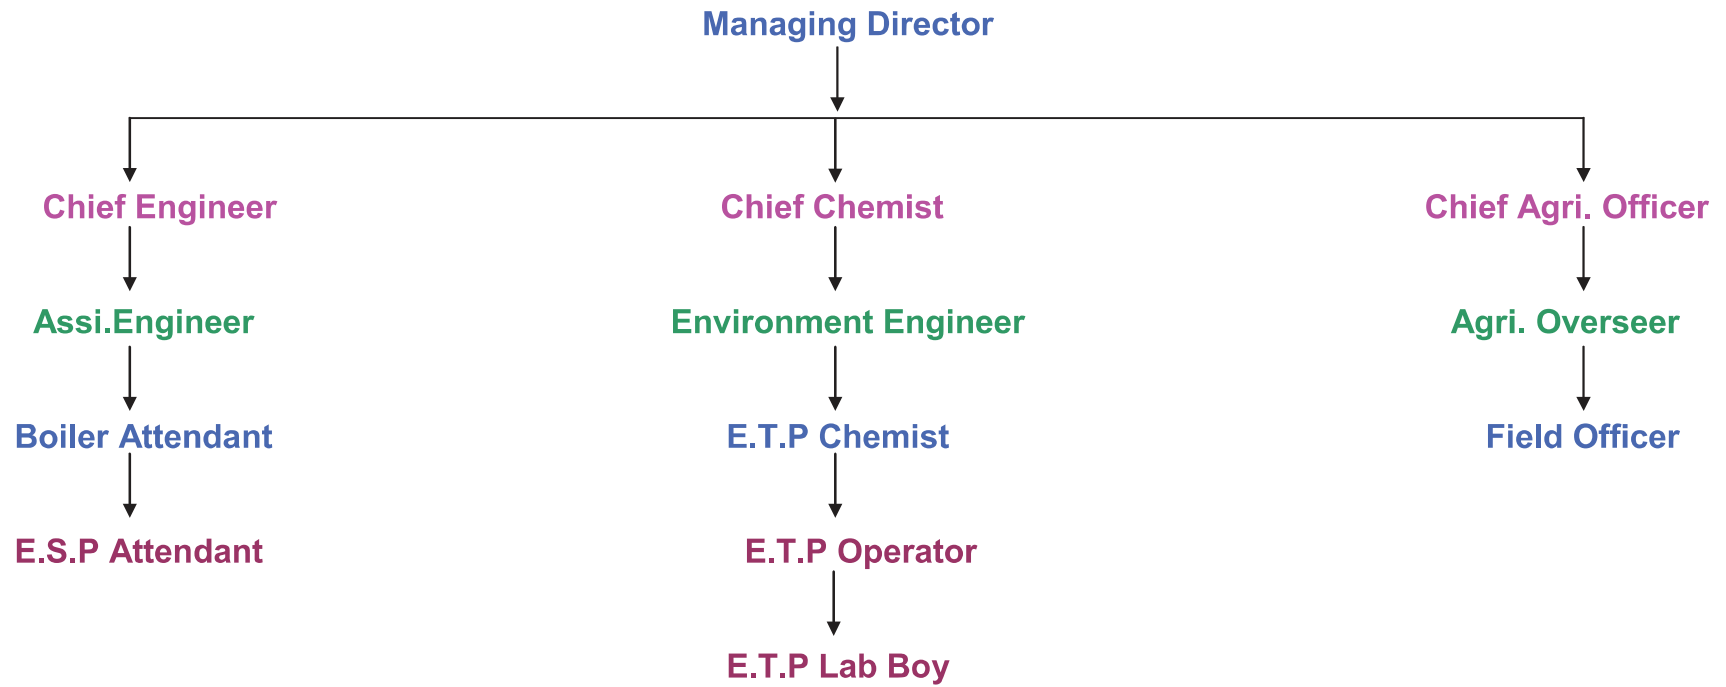 Managing Director
Chief Engineer
Chief Chemist
Chief Agri. Officer
Assi.Engineer
Environment Engineer
Agri. Overseer
Boiler Attendant
E.T.P Chemist
Field Officer
E.S.P Attendant
E.T.P Operator
E.T.P Lab Boy